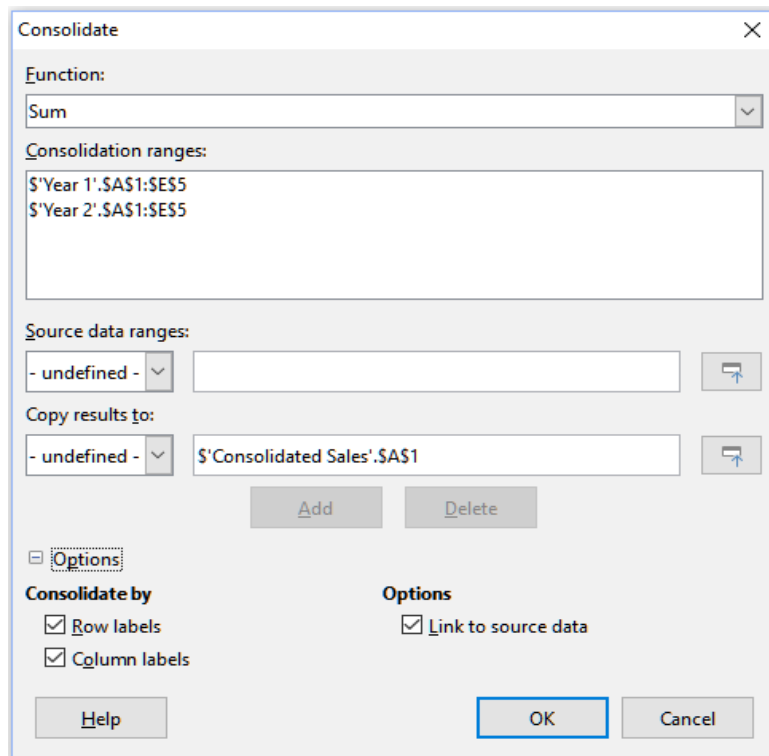 Consolidate
Function:
Sum
Consolidation ranges:
$'Year 1'.$A$1:$E$5
$'Year 2'.$A$1:$E$5
Source data ranges:
- undefined -
Copy results to:
- undefined - $'Consolidated Sales'.$A$1
Add Delete
Options
Consolidate by Options
Row labels Link to source data
Column labels
Help OK Cancel